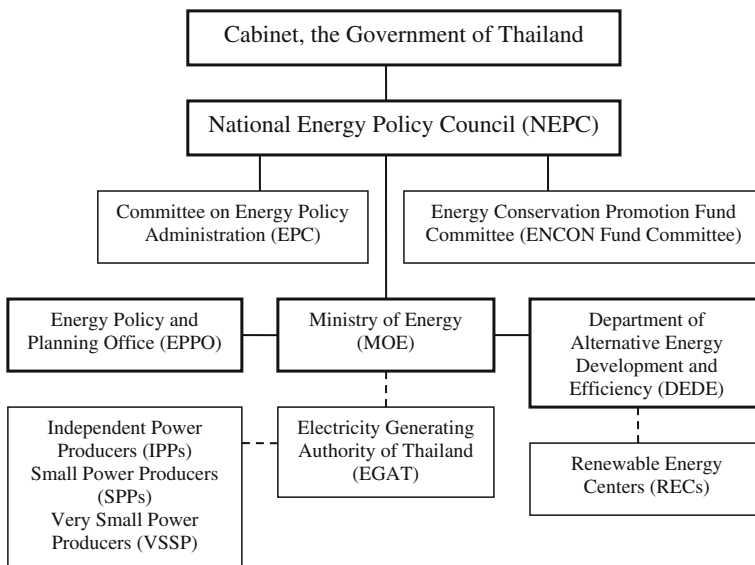 Cabinet, the Government of Thailand
National Energy Policy Council (NEPC)
Committee on Energy Policy
Administration (EPC)
Energy Conservation Promotion Fund
Committee (ENCON Fund Committee)
Energy Policy and
Planning Office (EPPO)
Ministry of Energy
(MOE)
Department of
Alternative Energy
Development and
Efficiency (DEDE)
Independent Power
Producers (IPPs)
Small Power Producers
(SPPs)
Very Small Power
Producers (VSSP)
Electricity Generating
Authority of Thailand
(EGAT)
Renewable Energy
Centers (RECs)